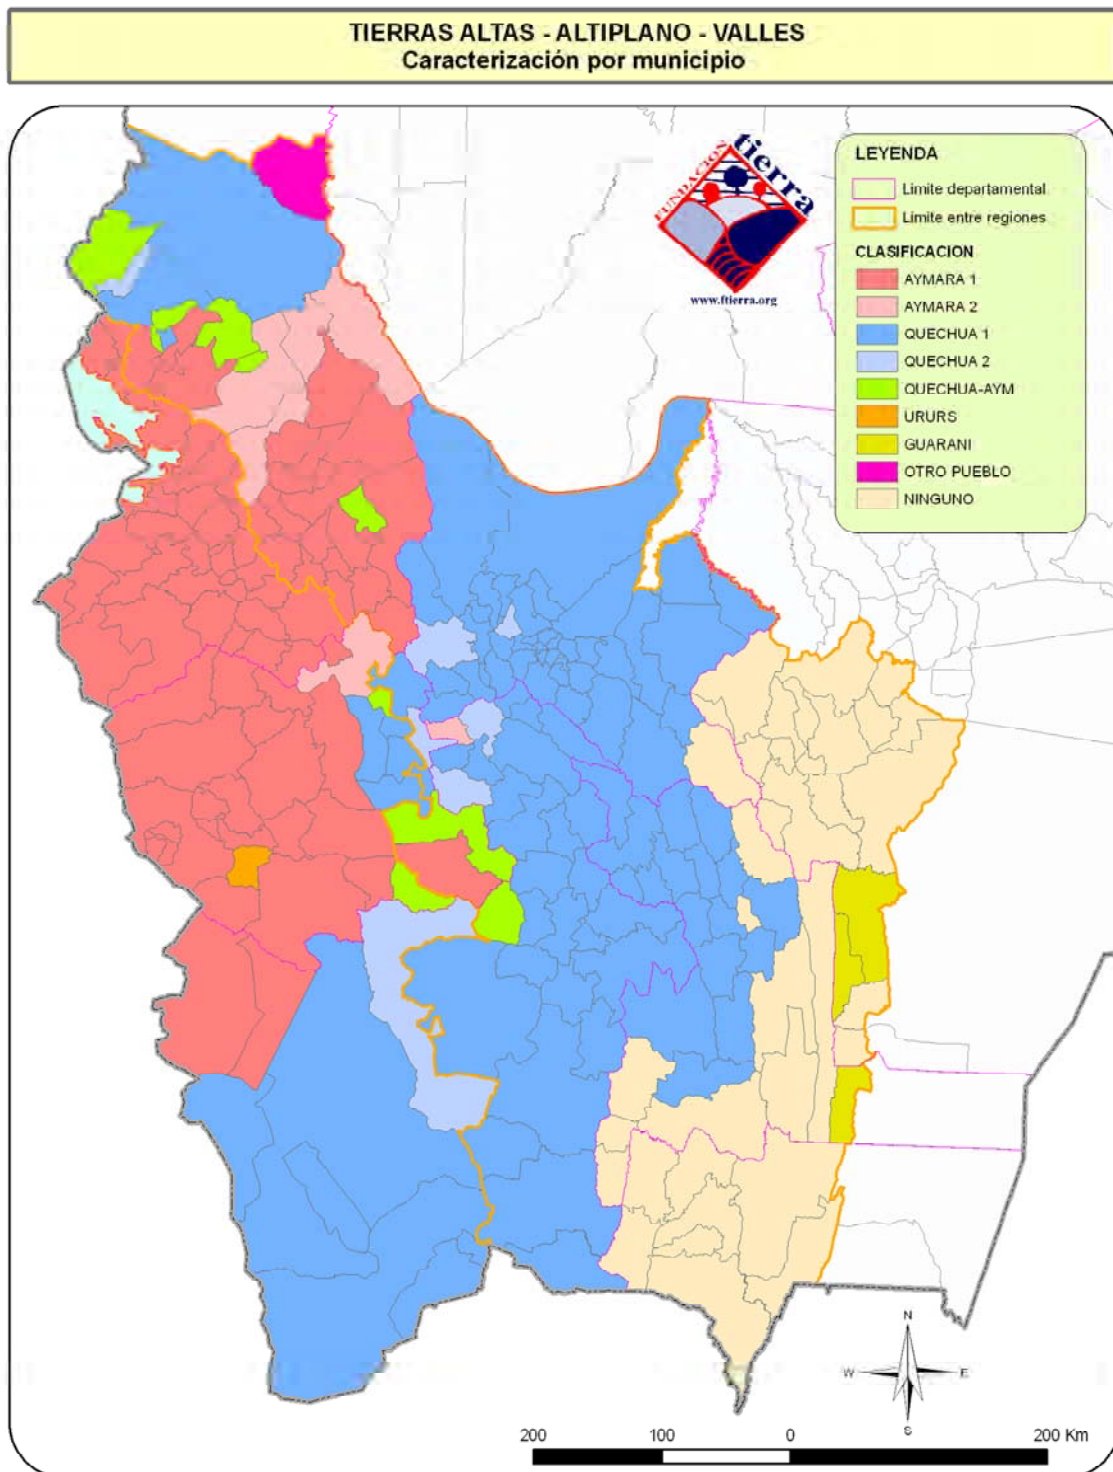 TIERRAS ALTAS - ALTIPLANO - VALLES
Caracterización por municipio
FUNDACION
tierra
www.ftierra.org
LEYENDA
Limite departamental
Límite entre regiones
CLASIFICACION
AYMARA 1
AYMARA 2
QUECHUA 1
QUECHUA 2
QUECHUA-AYM
URURS
GUARANI
OTRO PUEBLO
NINGUNO
N
W E
S
200 100 0 200 Km